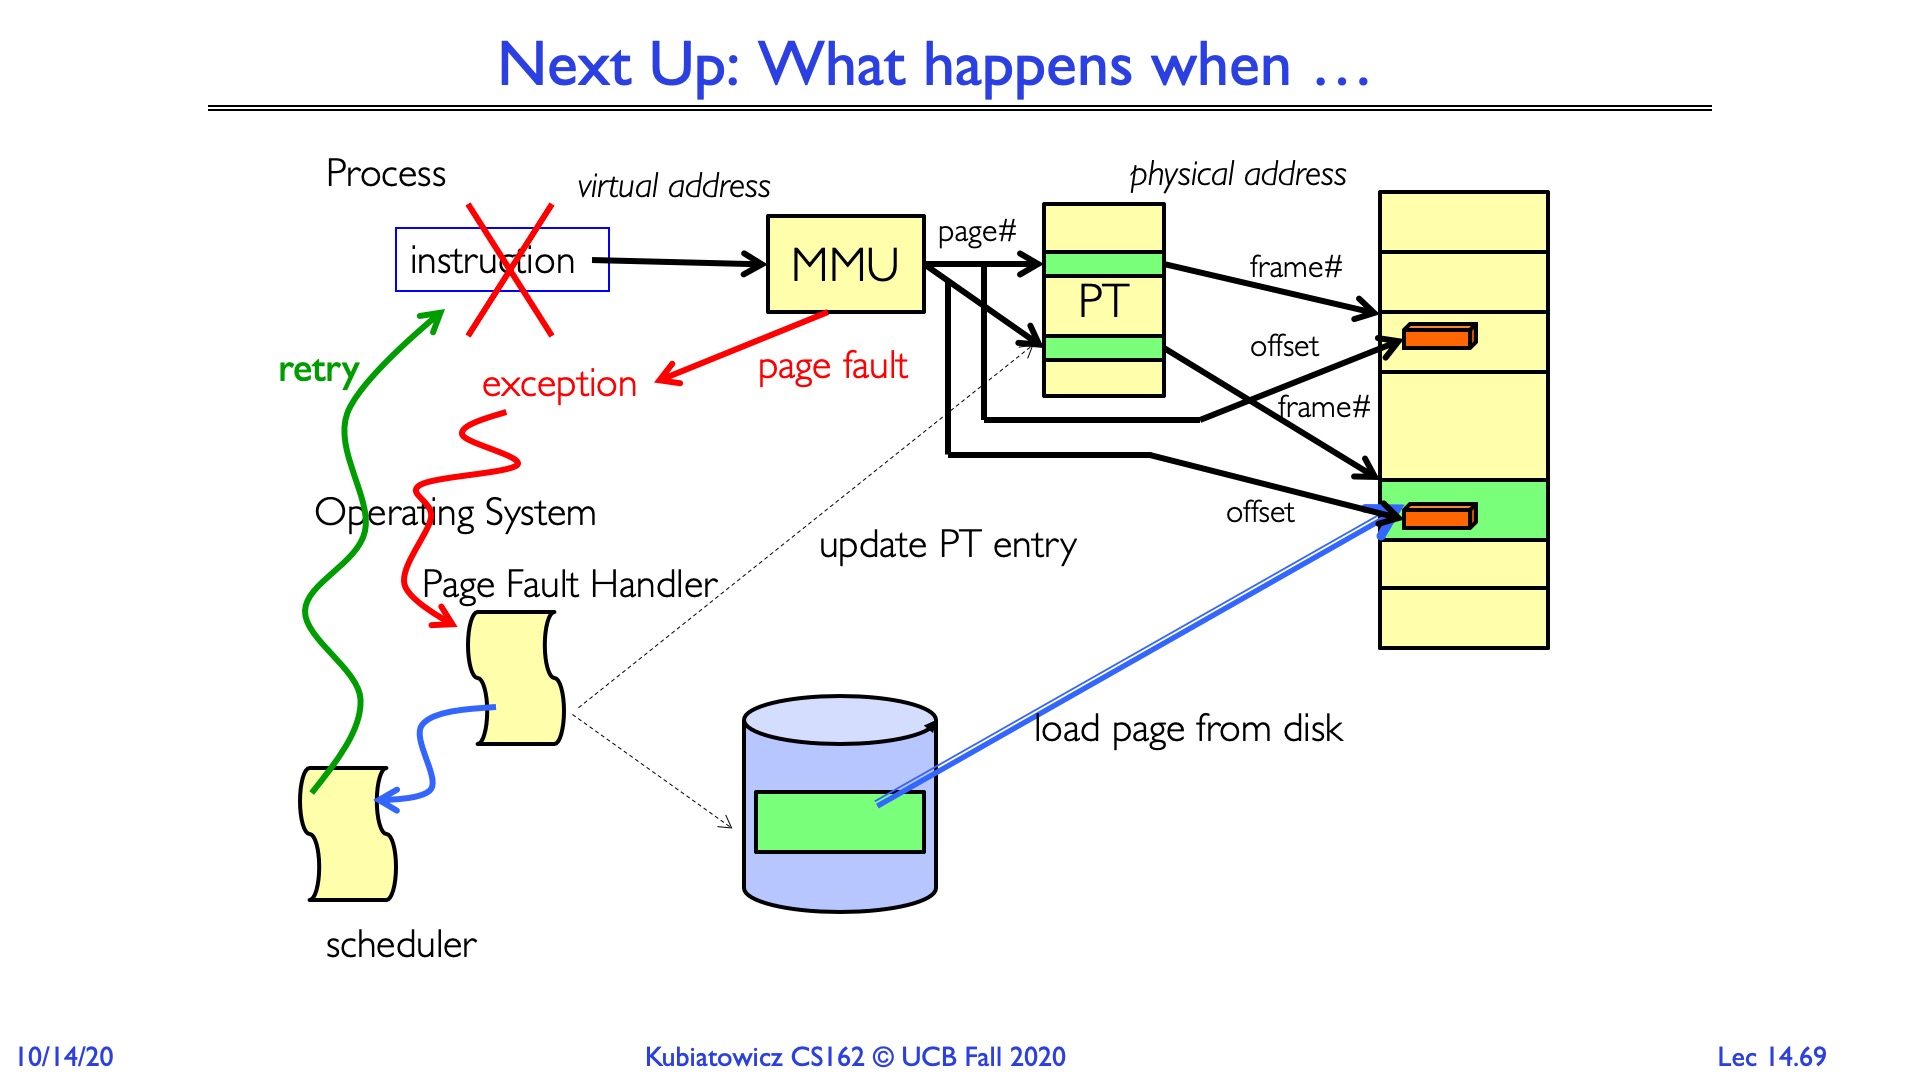 Next Up: What happens when …
Process
virtual address
physical address
instruction
MMU
page#
PT
frame#
offset
frame#
retry
exception
page fault
Operating System
offset
update PT entry
Page Fault Handler
load page from disk
scheduler
10/14/20
Kubiatowicz CS162 © UCB Fall 2020
Lec 14.69